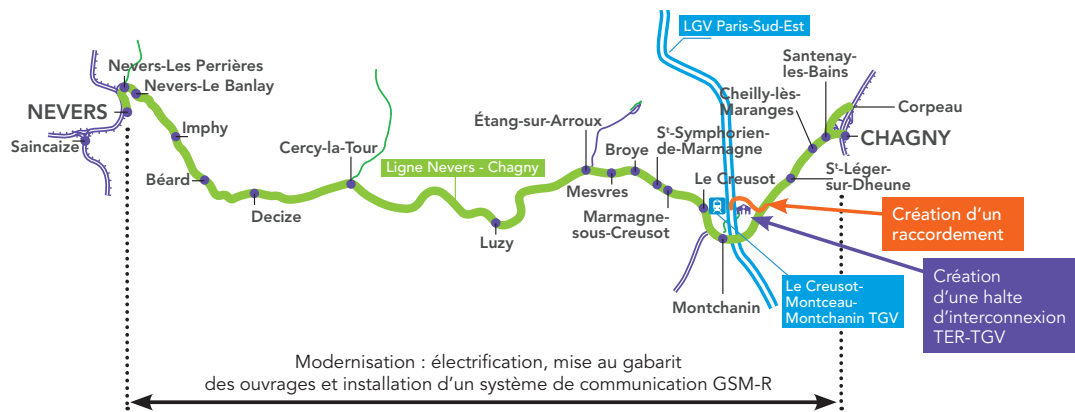 LGV Paris-Sud-Est
Santenay-
les-Bains
Nevers-Les Perrières
Nevers-Le Banlay
Cheilly-lès-
Maranges
Corpeau
NEVERS
Imphy
Étang-sur-Arroux
St-Symphorien-
de-Marmagne
CHAGNY
Saincaize
Cercy-la-Tour
Broye
Ligne Nevers - Chagny
Le Creusot
St-Léger-
sur-Dheune
Béard
Mesvres
Decize
Marmagne-
sous-Creusot
Luzy
Création d'un
raccordement
Montchanin
Le Creusot-
Montceau-
Montchanin TGV
Création
d'une halte
d'interconnexion
TER-TGV
Modernisation : électrification, mise au gabarit
des ouvrages et installation d'un système de communication GSM-R